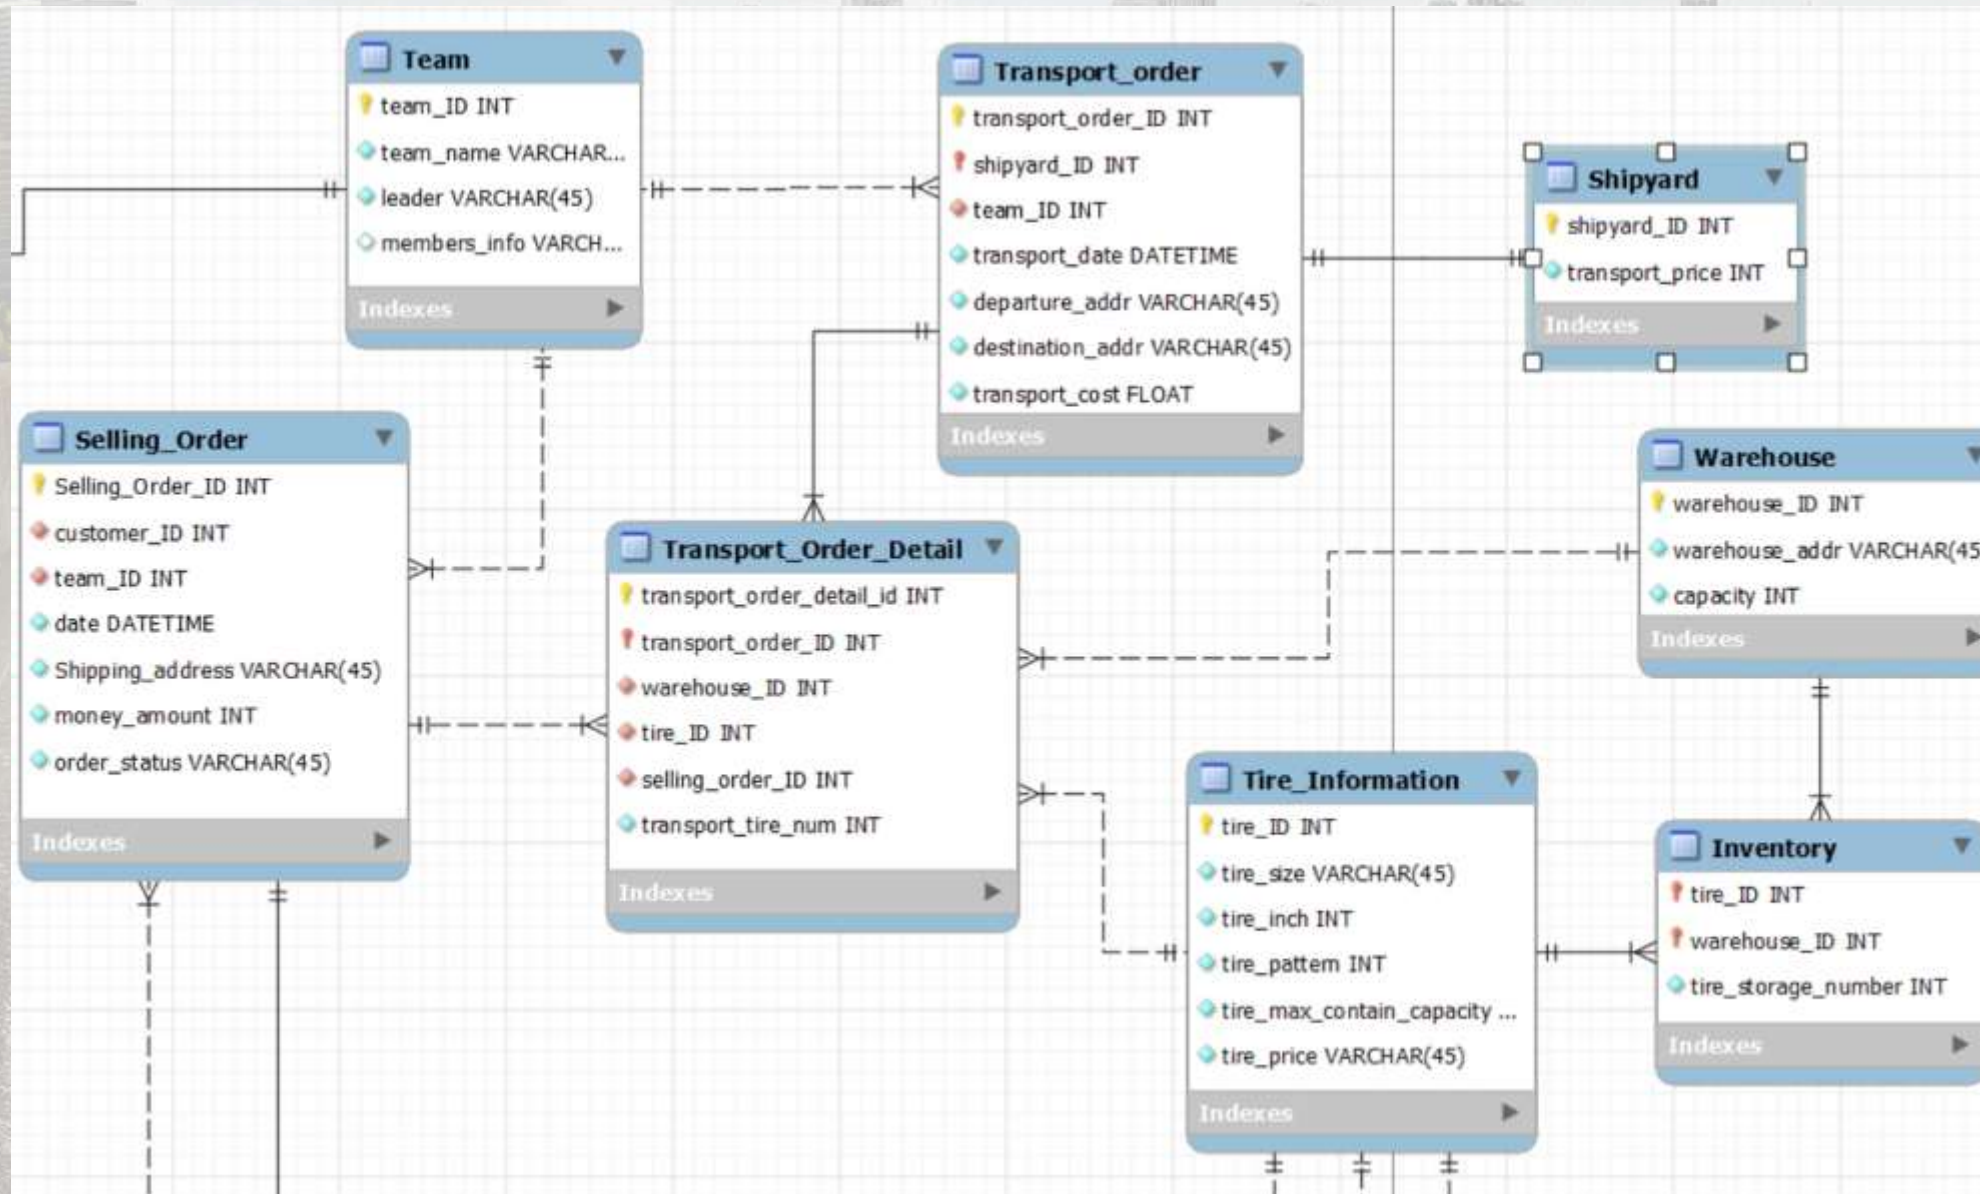 Team
team_ID INT
team_name VARCHAR...
leader VARCHAR(45)
members_info VARCH...
Indexes
Transport_order
transport_order_ID INT
shipyard_ID INT
team_ID INT
transport_date DATETIME
departure_addr VARCHAR(45)
destination_addr VARCHAR(45)
transport_cost FLOAT
Indexes
Shipyard
shipyard_ID INT
transport_price INT
Indexes
Selling_Order
Selling_Order_ID INT
customer_ID INT
team_ID INT
date DATETIME
Shipping_address VARCHAR(45)
money_amount INT
order_status VARCHAR(45)
Indexes
Transport_Order_Detail
transport_order_detail_id INT
transport_order_ID INT
warehouse_ID INT
tire_ID INT
selling_order_ID INT
transport_tire_num INT
Indexes
Warehouse
warehouse_ID INT
warehouse_addr VARCHAR(45
capacity INT
Indexes
Tire_Information
tire_ID INT
tire_size VARCHAR(45)
tire_inch INT
tire_pattern INT
tire_max_contain_capacity ...
tire_price VARCHAR(45)
Indexes
Inventory
tire_ID INT
warehouse_ID INT
tire_storage_number INT
Indexes